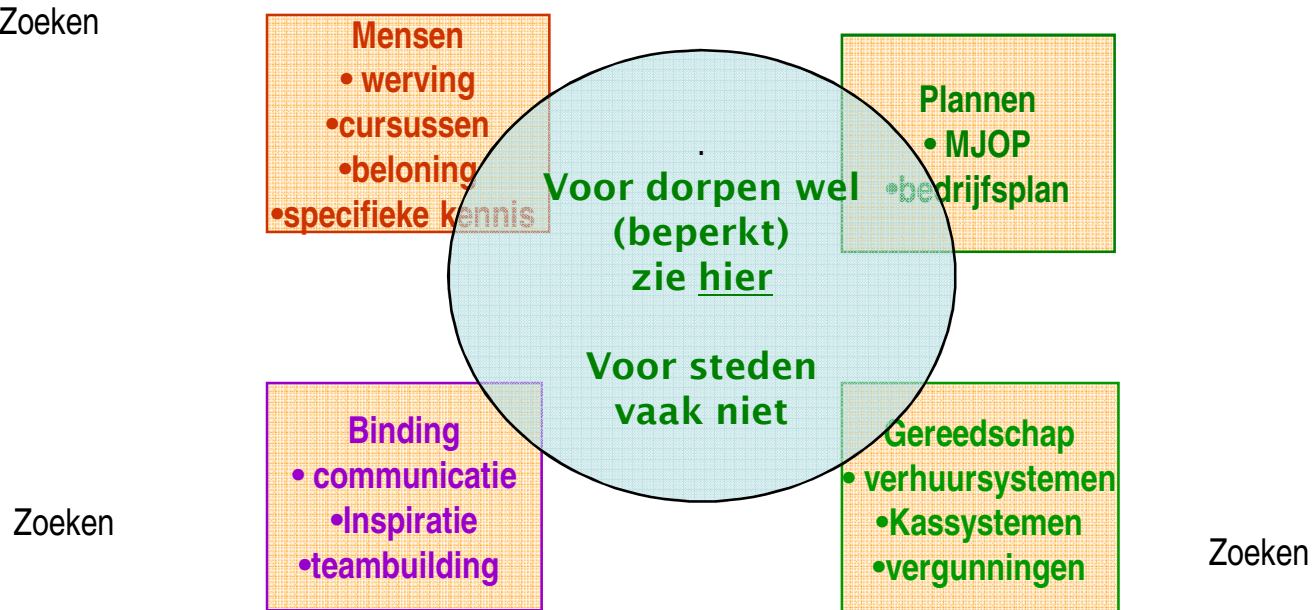 Zoeken
Mensen
• werving
•cursussen
•beloning
•specifieke kennis
Plannen
• MJOP
•bedrijfsplan
.
Voor dorpen wel
(beperkt)
zie hier
Voor steden
vaak niet
Binding
• communicatie
•Inspiratie
•teambuilding
Gereedschap
• verhuursystemen
•Kassystemen
•vergunningen
Zoeken
Zoeken